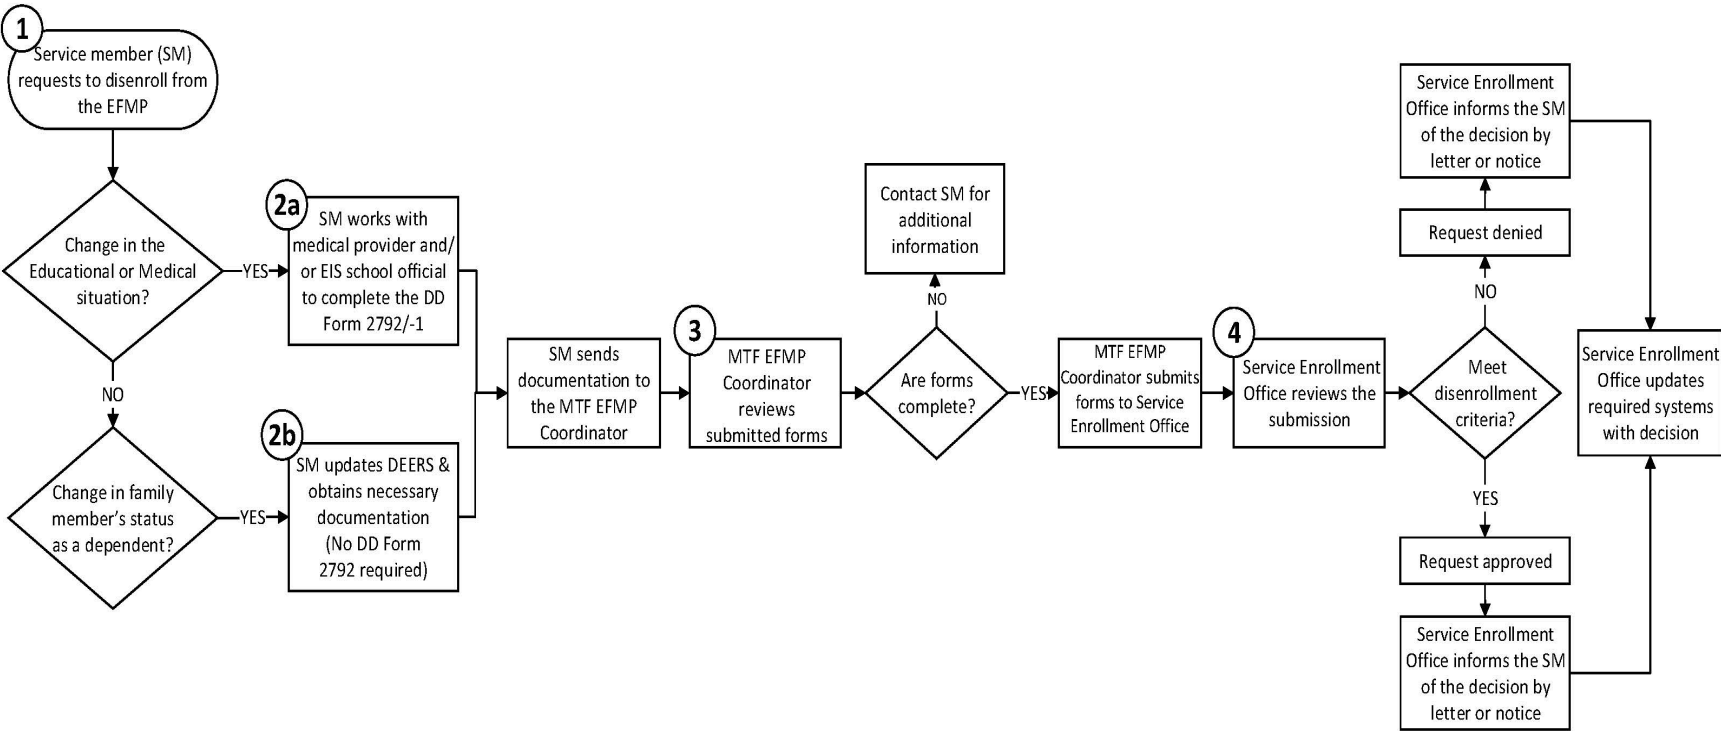 1
Service member (SM)
requests to disenroll from
the EFMP
Change in the
Educational or Medical
situation?
YES
2a
SM works with
medical provider and/
or EIS school official
to complete the DD
Form 2792/-1
NO
Change in family
member’s status
as a dependent?
YES
2b
SM updates DEERS &
obtains necessary
documentation
(No DD Form
2792 required)
SM sends
documentation to
the MTF EFMP
Coordinator
3
MTF EFMP
Coordinator
reviews
submitted forms
Are forms
complete?
NO
Contact SM for
additional
information
YES
MTF EFMP
Coordinator submits
forms to Service
Enrollment Office
4
Service Enrollment
Office reviews the
submission
Meet
disenrollment
criteria?
NO
Request denied
Service Enrollment
Office informs the SM
of the decision by
letter or notice
YES
Request approved
Service Enrollment
Office informs the SM
of the decision by
letter or notice
Service Enrollment
Office updates
required systems
with decision